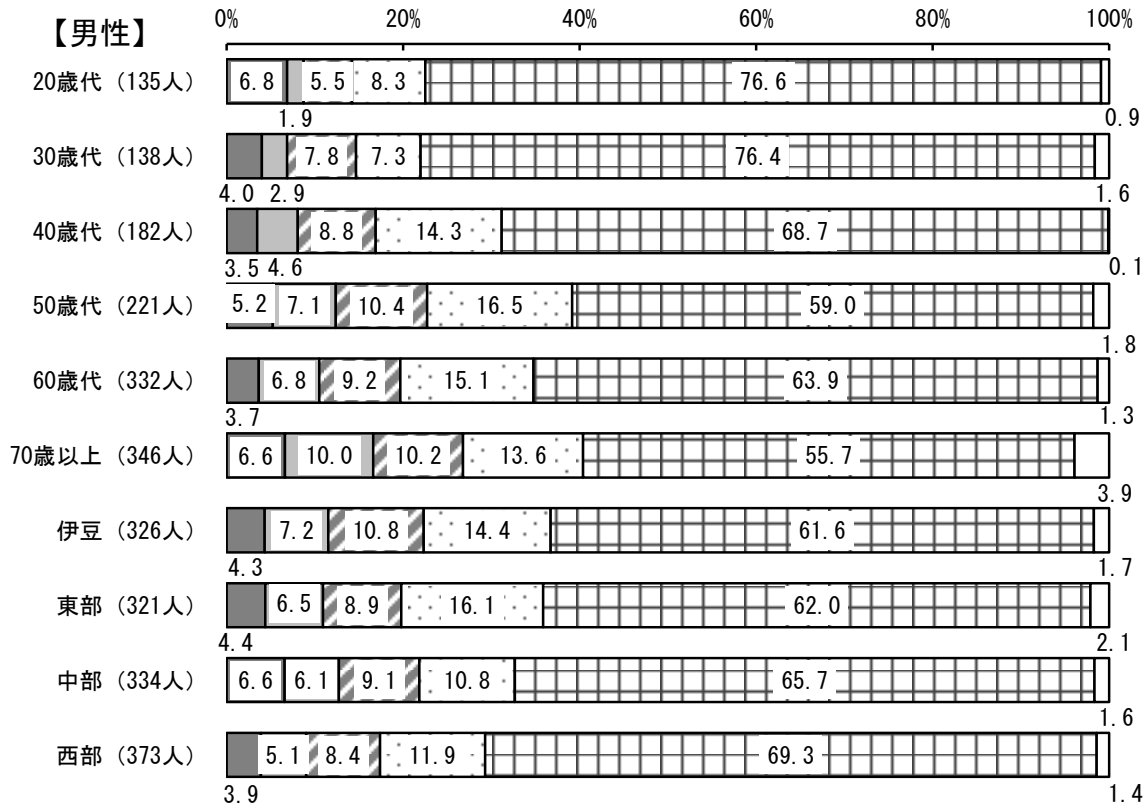 【男性】
0% 20% 40% 60% 80% 100%
20歳代 (135人) 6.8 5.5 8.3 76.6
1.9 0.9
30歳代 (138人) 7.8 7.3 76.4
4.0 2.9 1.6
40歳代 (182人) 8.8 14.3 68.7
3.5 4.6 0.1
50歳代 (221人) 5.2 7.1 10.4 16.5 59.0
1.8
60歳代 (332人) 6.8 9.2 15.1 63.9
3.7 1.3
70歳以上 (346人) 6.6 10.0 10.2 13.6 55.7
3.9
伊豆 (326人) 7.2 10.8 14.4 61.6
4.3 1.7
東部 (321人) 6.5 8.9 16.1 62.0
4.4 2.1
中部 (334人) 6.6 6.1 9.1 10.8 65.7
1.6
西部 (373人) 5.1 8.4 11.9 69.3
3.9 1.4